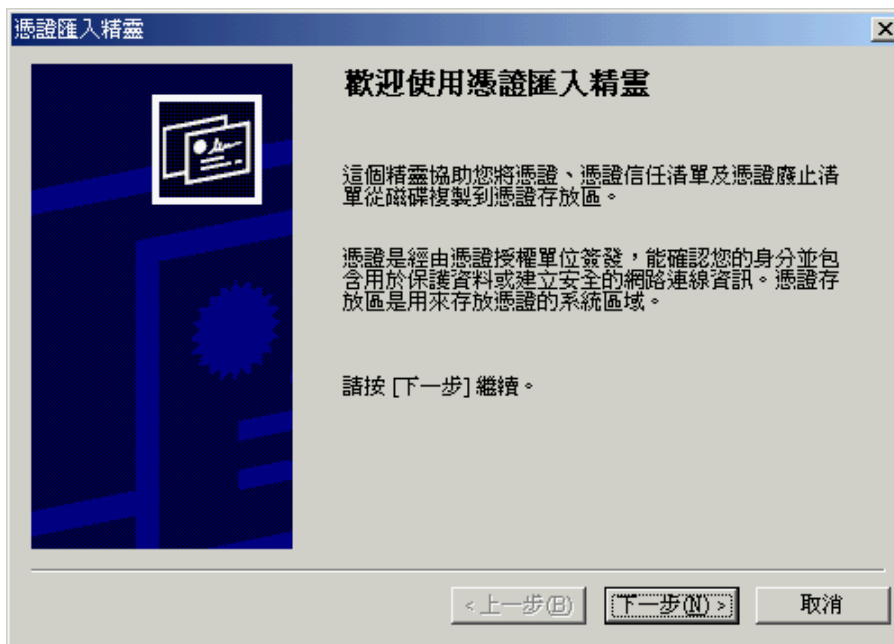 憑證匯入精靈
歡迎使用憑證匯入精靈
這個精靈協助您將憑證、憑證信任清單及憑證廢止清
單從磁碟複製到憑證存放區。
憑證是經由憑證授權單位簽發，能確認您的身分並包
含用於保護資料或建立安全的網路連線資訊。憑證存
放區是用來存放憑證的系統區域。
請按 [下一步] 繼續。
< 上一步(B)
下一步(N) >
取消